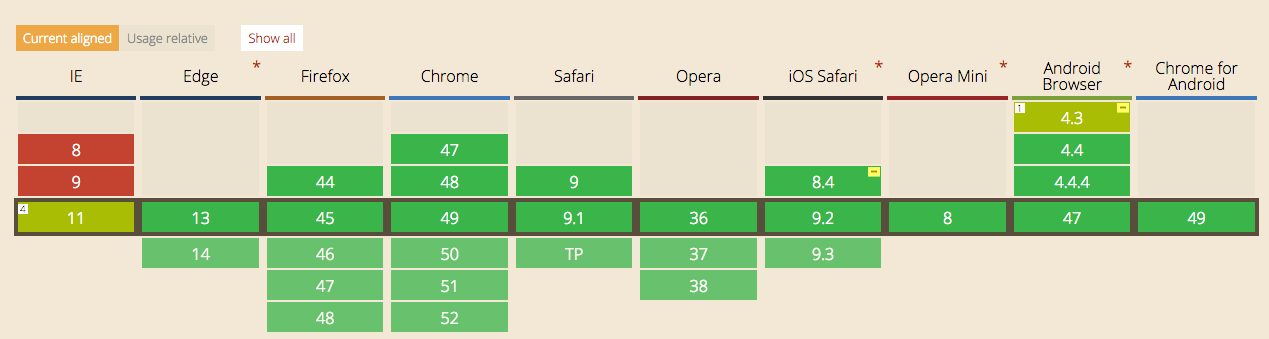 Current aligned Usage relative Show all
IE Edge * Firefox Chrome Safari Opera iOS Safari * Opera Mini * Android Browser * Chrome for Android
1 4.3 −
8 47 4.4
9 44 48 9 8.4 − 4.4.4
4 11 13 45 49 9.1 36 9.2 8 47 49
14 46 50 TP 37 9.3
47 51 38
48 52